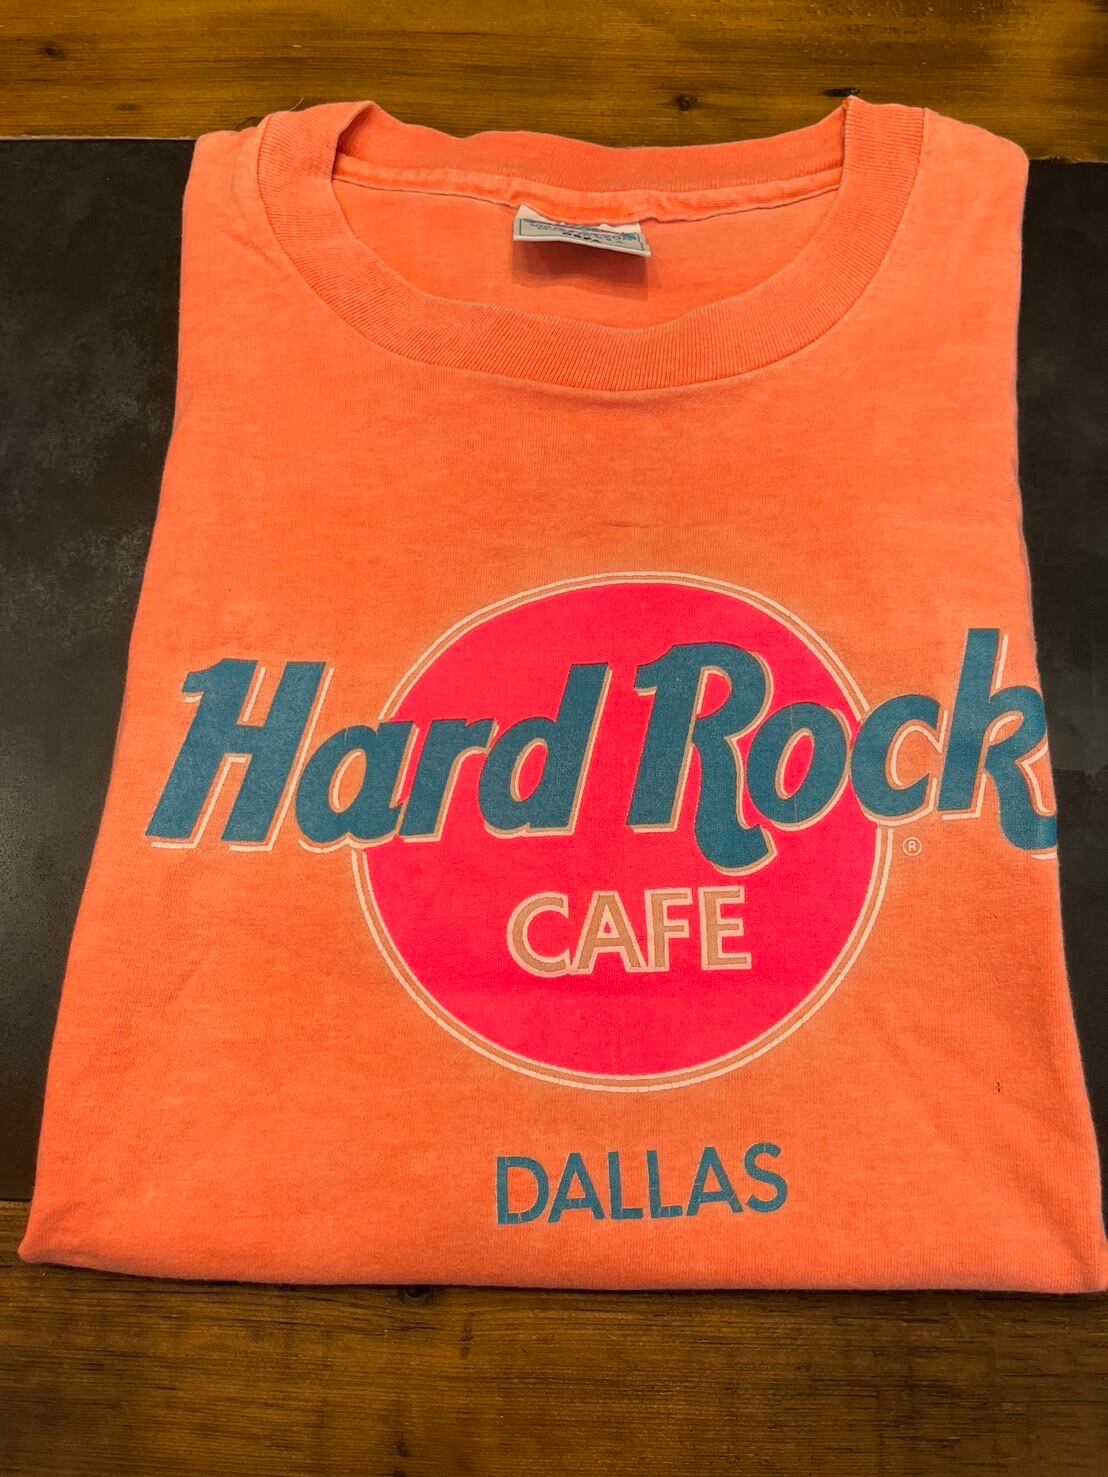 Hard Rock
®
CAFE
DALLAS